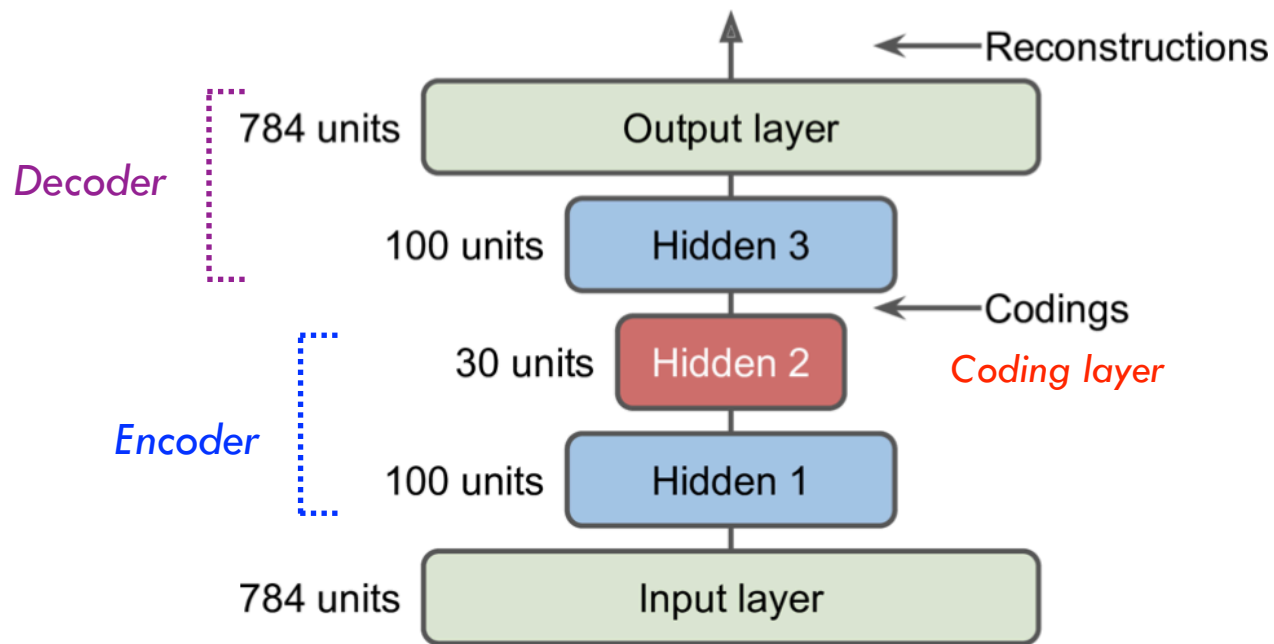 Reconstructions
784 units
Output layer
Decoder
100 units
Hidden 3
Codings
30 units
Hidden 2
Coding layer
Encoder
100 units
Hidden 1
784 units
Input layer